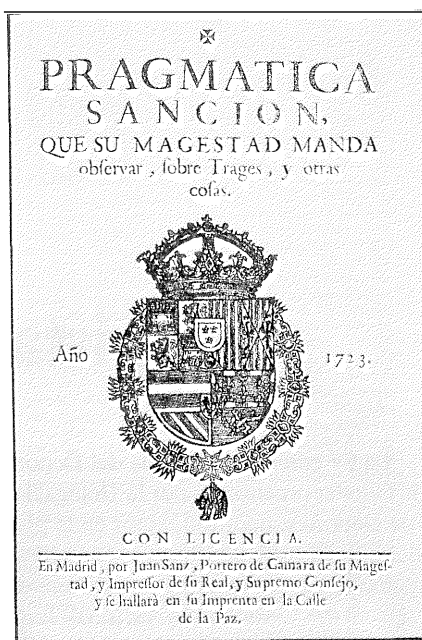 PRAGMATICA
SANCION,
QUE SU MAGESTAD MANDA
obſervar, ſobre Trages, y otras
coſas.
Año 1723.
CON LICENCIA.
En Madrid, por Juan Sanz, Portero de Camara de ſu Mageſ-
tad, y Impreſſor de ſu Real, y Supremo Conſejo,
y ſe hallarà en ſu Imprenta en la Calle
de la Paz.